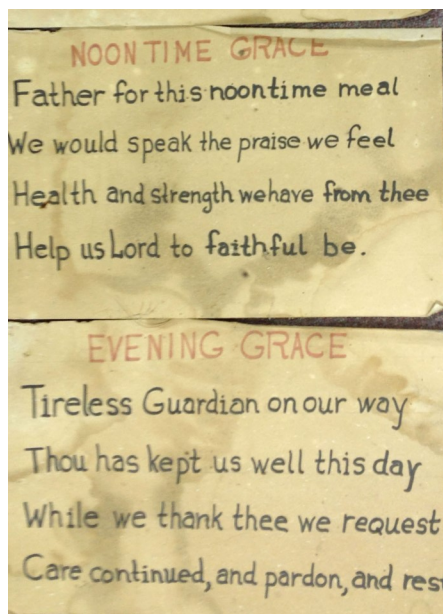 NOONTIME GRACE
Father for this noontime meal
We would speak the praise we feel
Health and strength we have from thee
Help us Lord to faithful be.
EVENING GRACE
Tireless Guardian on our way
Thou has kept us well this day
While we thank thee we request
Care continued, and pardon, and rest